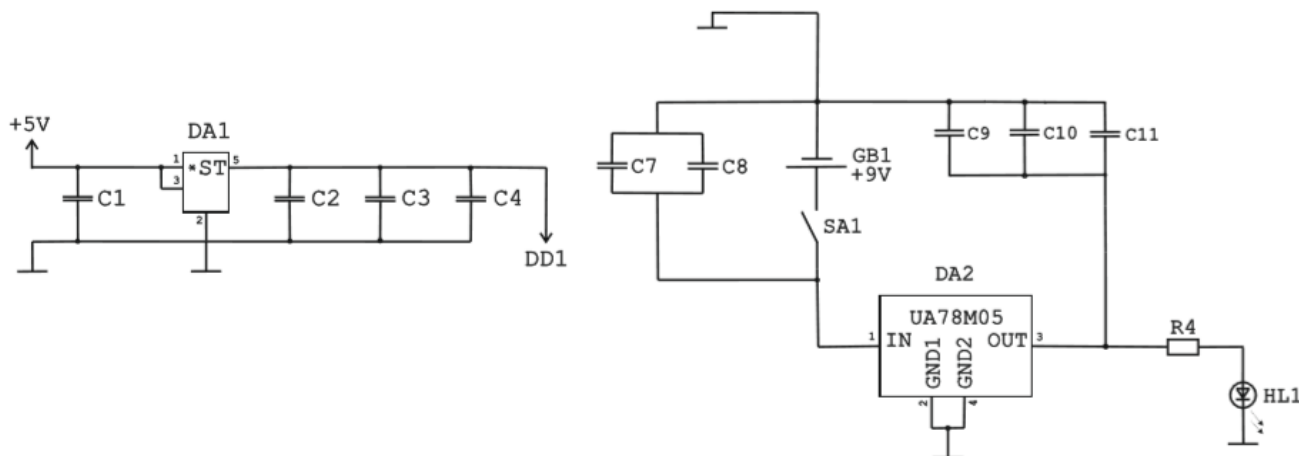 +5V
DA1
1
*ST
5
3
2
C1
C2
C3
C4
DD1
C7
C8
GB1
+9V
SA1
C9
C10
C11
DA2
UA78M05
1
IN
OUT
3
GND1
GND2
2
4
R4
HL1